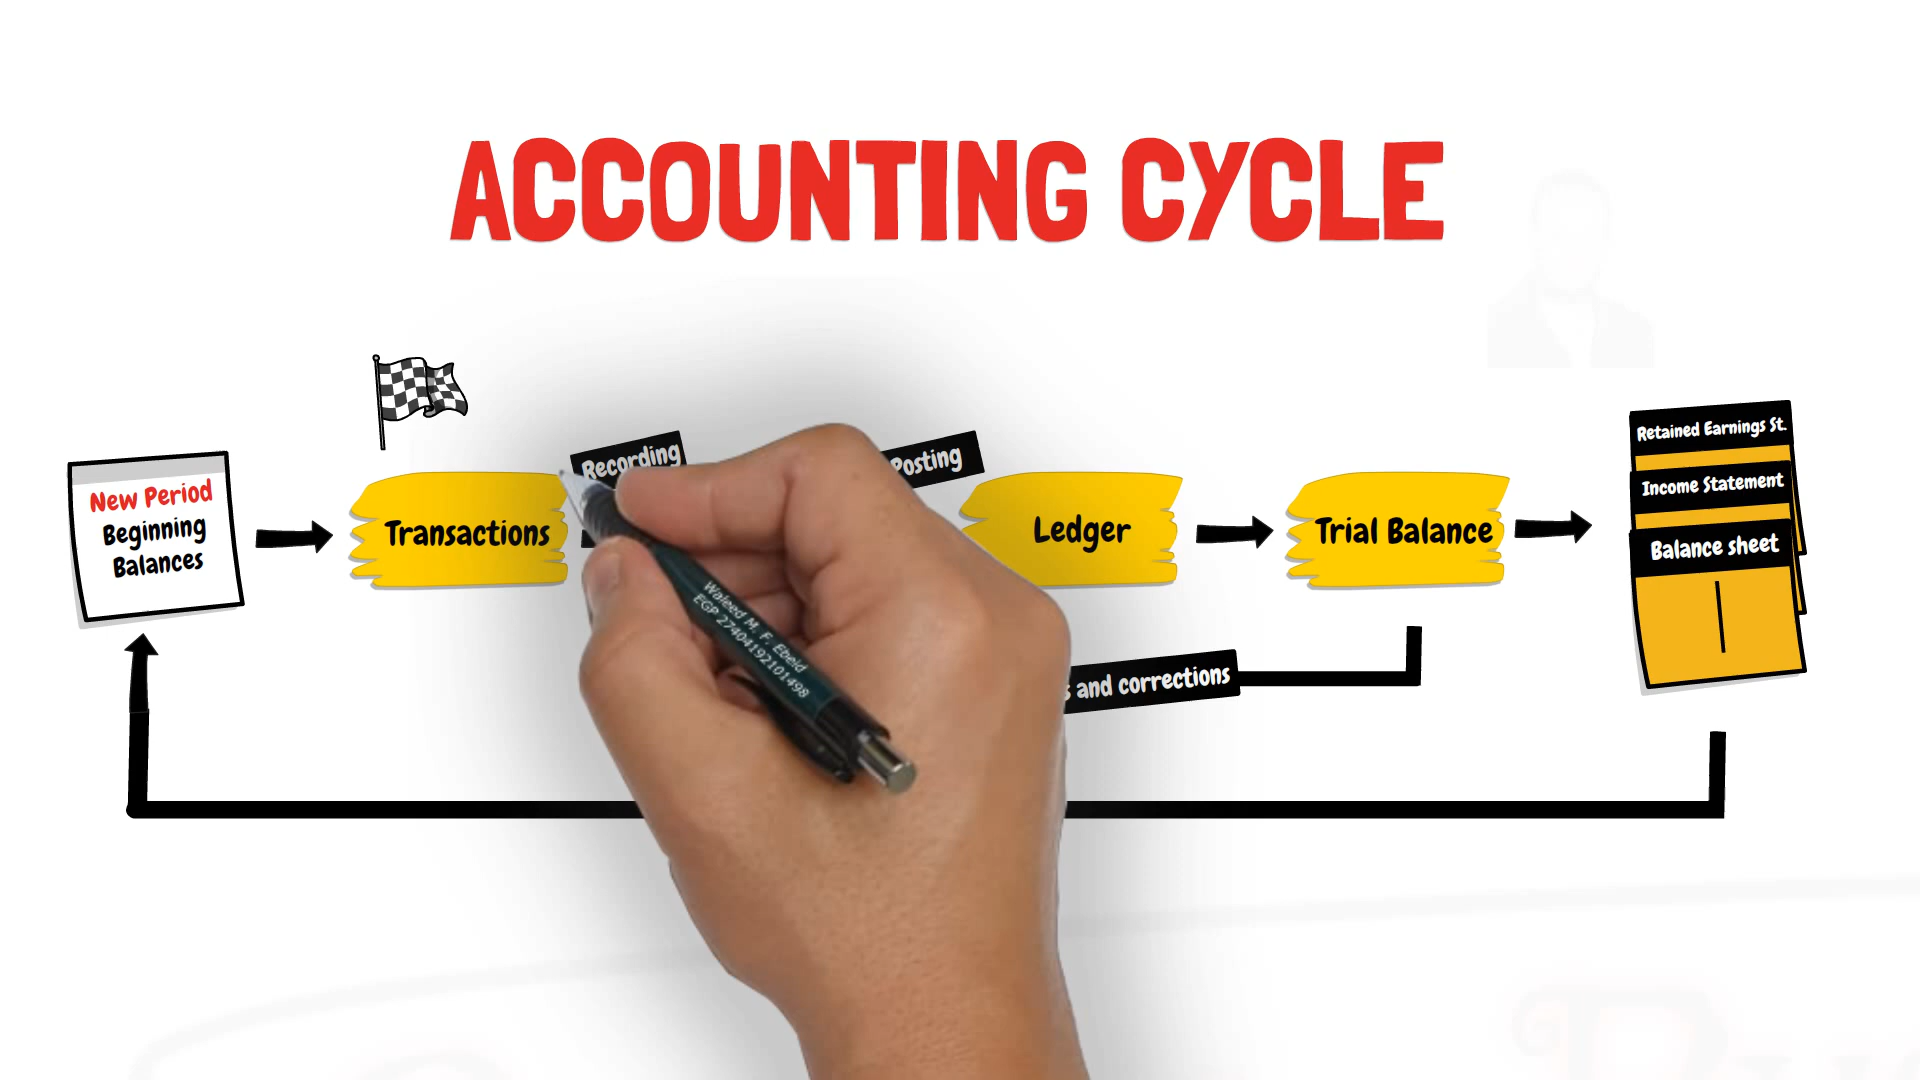 ACCOUNTING CYCLE
New Period
Beginning
Balances
Transactions
Recording
Posting
Ledger
Trial Balance
Retained Earnings St.
Income Statement
Balance sheet
and corrections
Waleed M. F. Ebeid
EGP 27404192101498